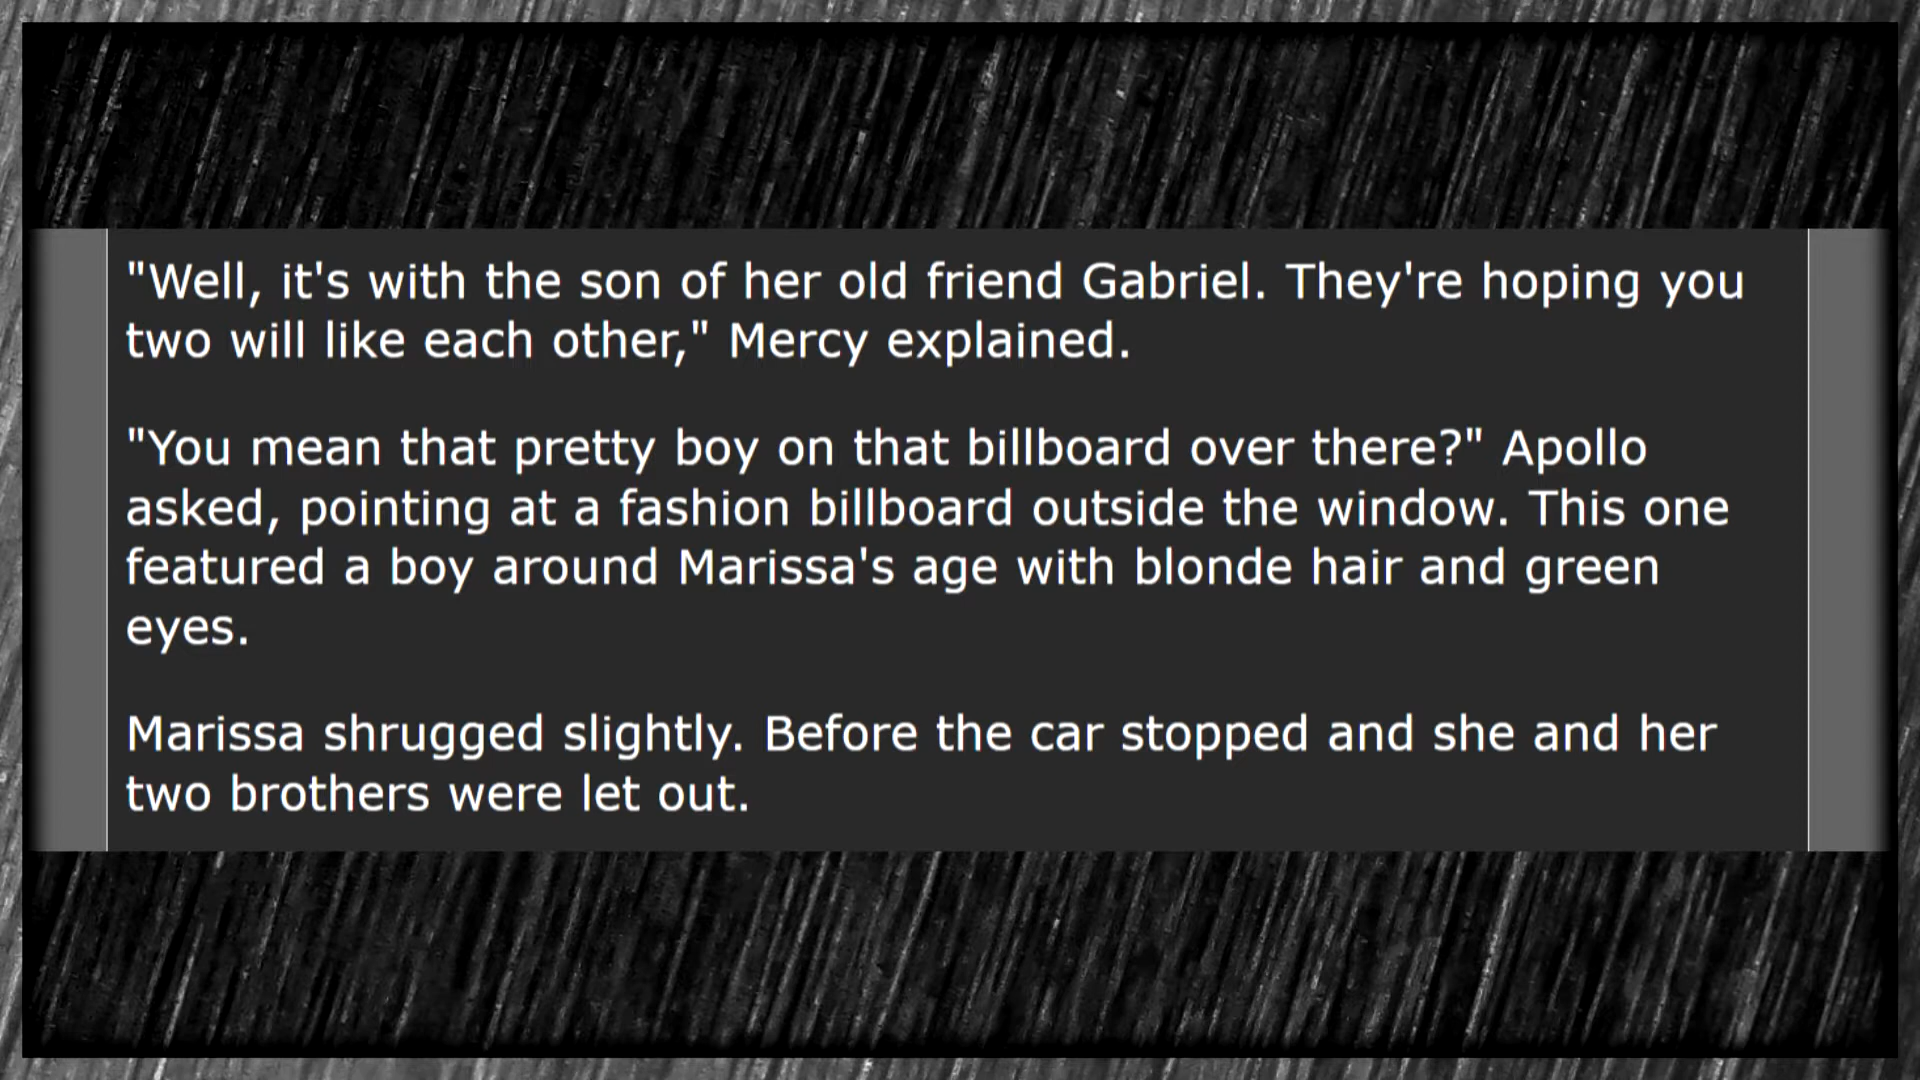 "Well, it's with the son of her old friend Gabriel. They're hoping you
two will like each other," Mercy explained.
"You mean that pretty boy on that billboard over there?" Apollo
asked, pointing at a fashion billboard outside the window. This one
featured a boy around Marissa's age with blonde hair and green
eyes.
Marissa shrugged slightly. Before the car stopped and she and her
two brothers were let out.